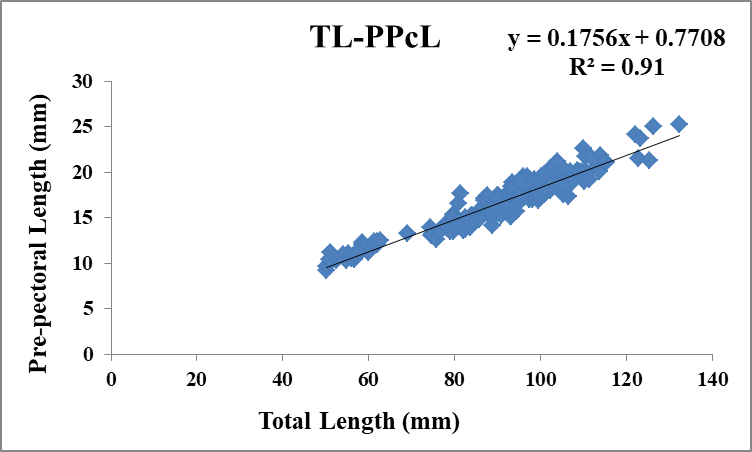 TL-PPcL
y = 0.1756x + 0.7708
R² = 0.91
Pre-pectoral Length (mm)
30
25
20
15
10
5
0
0 20 40 60 80 100 120 140
Total Length (mm)